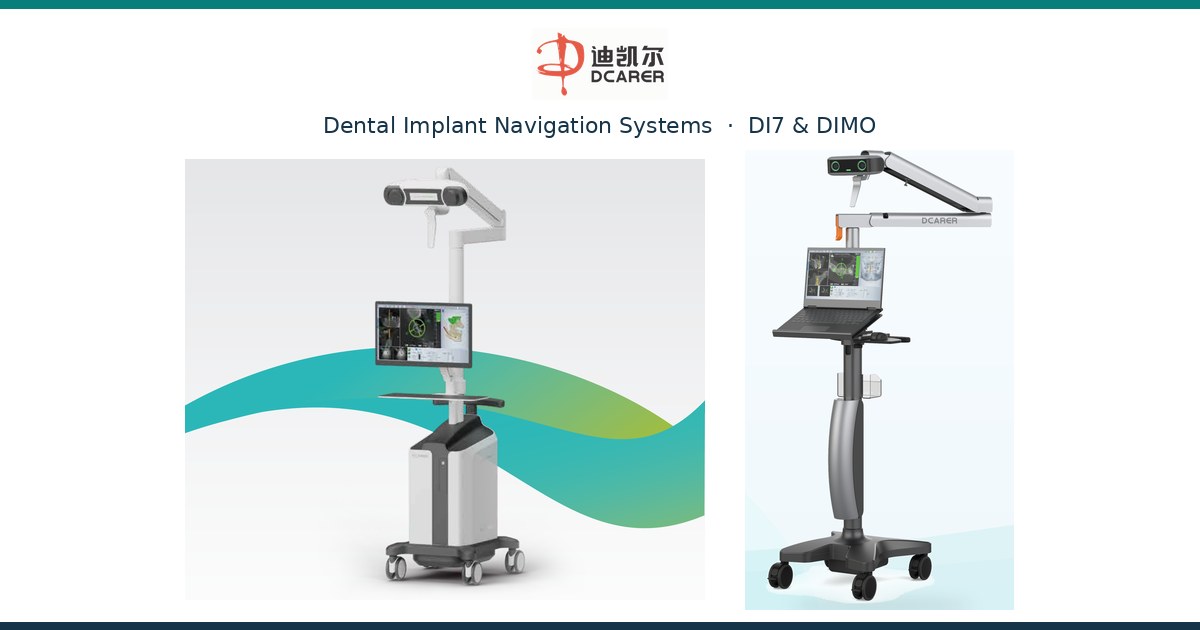 迪凯尔
DCARER
Dental Implant Navigation Systems · DI7 & DIMO
DCARER